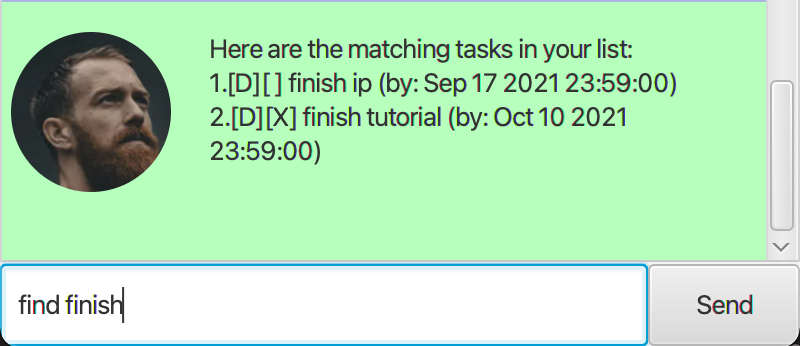 Here are the matching tasks in your list:
1.[D][ ] finish ip (by: Sep 17 2021 23:59:00)
2.[D][X] finish tutorial (by: Oct 10 2021
23:59:00)
find finish
Send